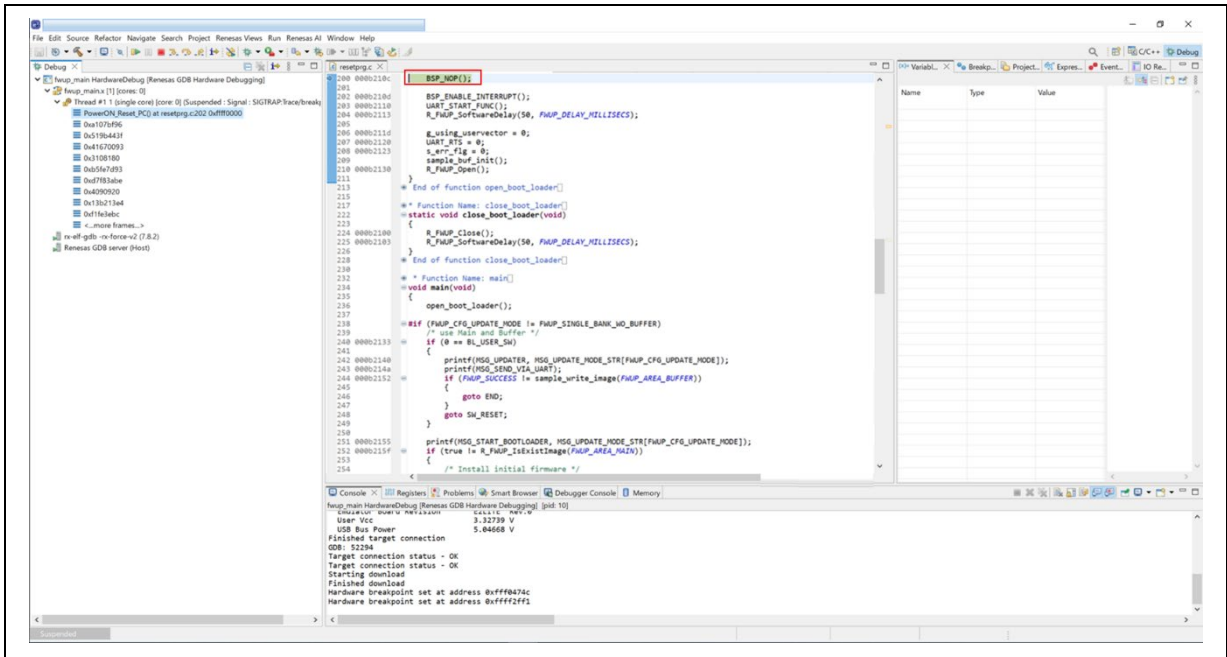 File Edit Source Refactor Navigate Search Project Renesas Views Run Renesas AI Window Help
C/C++ Debug
Debug
fwup_main HardwareDebug [Renesas GDB Hardware Debugging]
fwup_main.x [1] [cores: 0]
Thread #1 1 (single core) [core: 0] (Suspended : Signal : SIGTRAP:Trace/breakp
PowerON_Reset_PC() at resetprg.c:202 0xffff0000
0xa107bf96
0x519b443f
0x41670093
0x3108180
0xb5fe7d93
0xd7f83abe
0x4090920
0x13b213e4
0xf1fe3ebc
<...more frames...>
rx-elf-gdb -rx-force-v2 (7.8.2)
Renesas GDB server (Host)
resetprg.c
200 000b210c BSP_NOP();
201
202 000b210d BSP_ENABLE_INTERRUPT();
203 000b2110 UART_START_FUNC();
204 000b2113 R_FWUP_SoftwareDelay(50, FWUP_DELAY_MILLISECS);
205
206 000b211d g_using_uservector = 0;
207 000b2120 UART_RTS = 0;
208 000b2123 s_err_flg = 0;
209 sample_buf_init();
210 000b2130 R_FWUP_Open();
211 }
213 End of function open_boot_loader
215
217 * Function Name: close_boot_loader
222 static void close_boot_loader(void)
223 {
224 000b2100 R_FWUP_Close();
225 000b2103 R_FWUP_SoftwareDelay(50, FWUP_DELAY_MILLISECS);
226 }
228 End of function close_boot_loader
230
232 * Function Name: main
234 void main(void)
235 {
236 open_boot_loader();
237
238 #if (FWUP_CFG_UPDATE_MODE != FWUP_SINGLE_BANK_WO_BUFFER)
239 /* use Main and Buffer */
240 000b2133 if (0 == BL_USER_SW)
241 {
242 000b2140 printf(MSG_UPDATER, MSG_UPDATE_MODE_STR[FWUP_CFG_UPDATE_MODE]);
243 000b214a printf(MSG_SEND_VIA_UART);
244 000b2152 if (FWUP_SUCCESS != sample_write_image(FWUP_AREA_BUFFER))
245 {
246 goto END;
247 }
248 goto SW_RESET;
249 }
250
251 000b2155 printf(MSG_START_BOOTLOADER, MSG_UPDATE_MODE_STR[FWUP_CFG_UPDATE_MODE]);
252 000b215f if (true != R_FWUP_IsExistImage(FWUP_AREA_MAIN))
253 {
254 /* Install initial firmware */
Variabl... Breakp... Project... Expres... Event... IO Re...
Name Type Value
Console Registers Problems Smart Browser Debugger Console Memory
fwup_main HardwareDebug [Renesas GDB Hardware Debugging] [pid: 10]
Emulator Board Revision E2LITE Rev.0
User Vcc 3.32739 V
USB Bus Power 5.04668 V
Finished target connection
GDB: 52294
Target connection status - OK
Target connection status - OK
Starting download
Finished download
Hardware breakpoint set at address 0xfff0474c
Hardware breakpoint set at address 0xffff2ff1
Suspended